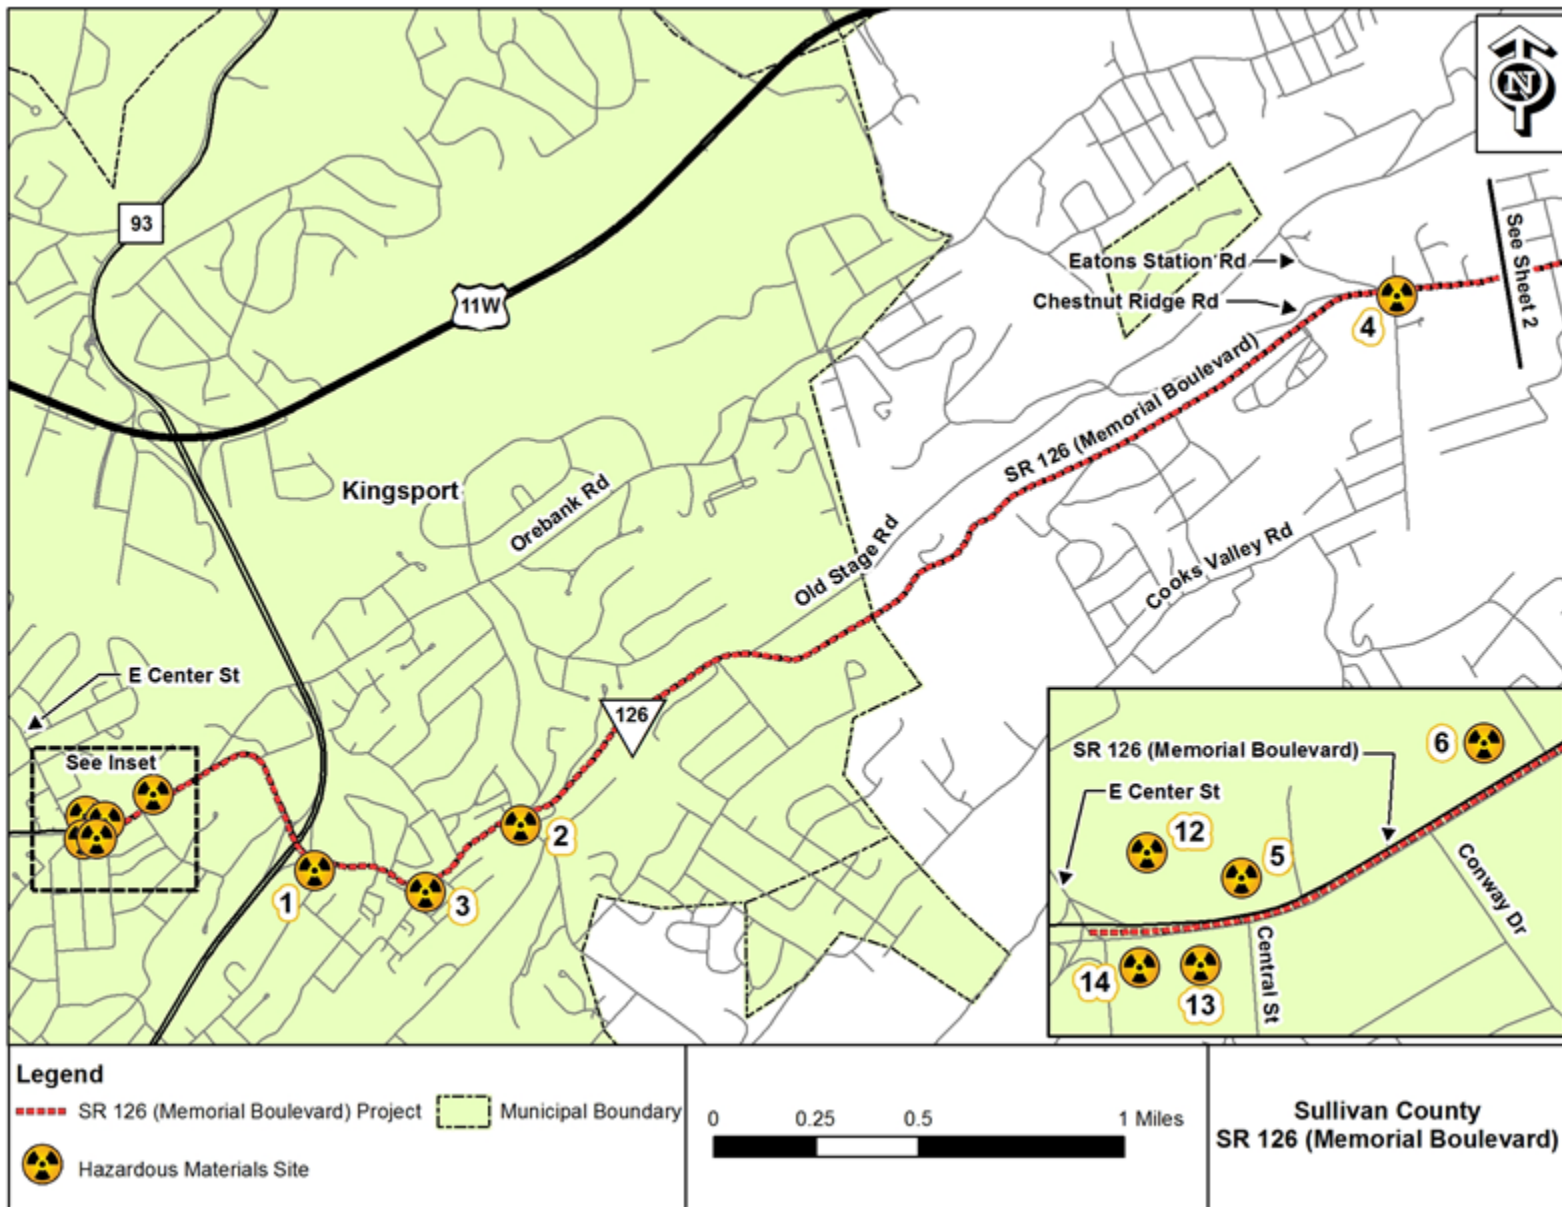 N
93
11W
Eatons Station Rd
Chestnut Ridge Rd
See Sheet 2
4
SR 126 (Memorial Boulevard)
Kingsport
Orebank Rd
Old Stage Rd
Cooks Valley Rd
E Center St
126
See Inset
2
1
3
SR 126 (Memorial Boulevard)
6
E Center St
12
5
Conway Dr
14
13
Central St
Legend
SR 126 (Memorial Boulevard) Project
Municipal Boundary
Hazardous Materials Site
0 0.25 0.5 1 Miles
Sullivan County
SR 126 (Memorial Boulevard)